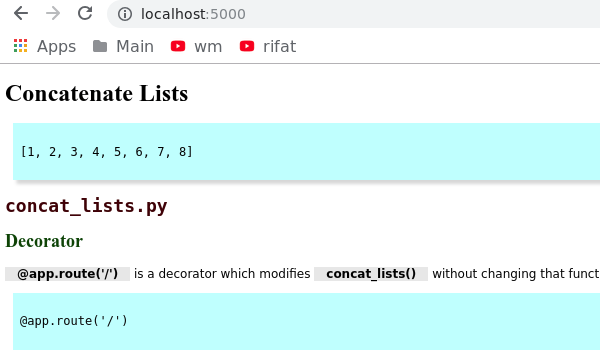 localhost:5000
Apps Main wm rifat
Concatenate Lists
[1, 2, 3, 4, 5, 6, 7, 8]
concat_lists.py
Decorator
@app.route('/') is a decorator which modifies concat_lists() without changing that funct
@app.route('/')